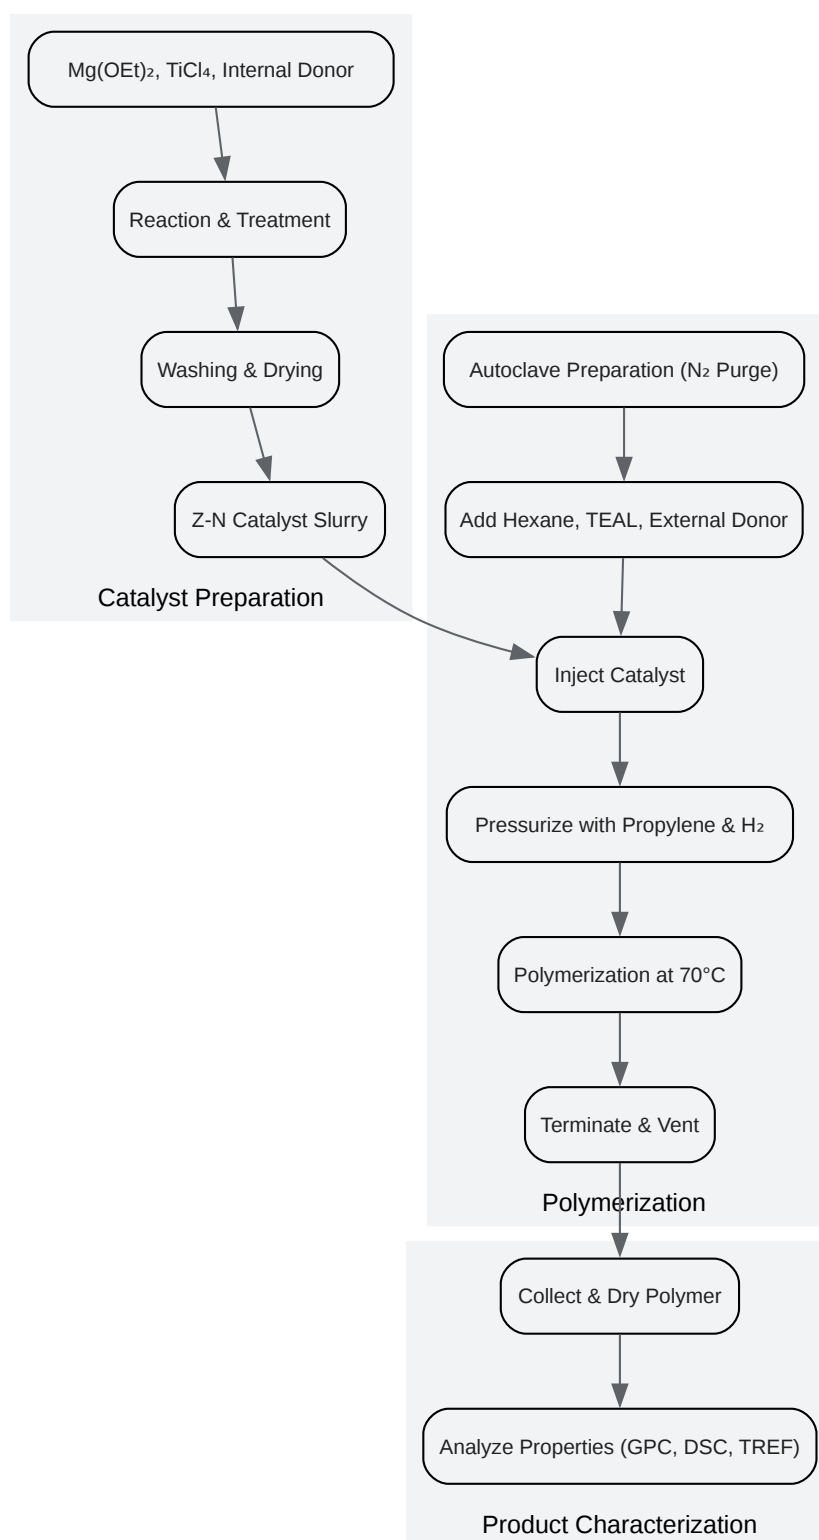 Mg(OEt)₂, TiCl₄, Internal Donor
Reaction & Treatment
Washing & Drying
Z-N Catalyst Slurry
Catalyst Preparation
Autoclave Preparation (N₂ Purge)
Add Hexane, TEAL, External Donor
Inject Catalyst
Pressurize with Propylene & H₂
Polymerization at 70°C
Terminate & Vent
Polymerization
Collect & Dry Polymer
Analyze Properties (GPC, DSC, TREF)
Product Characterization